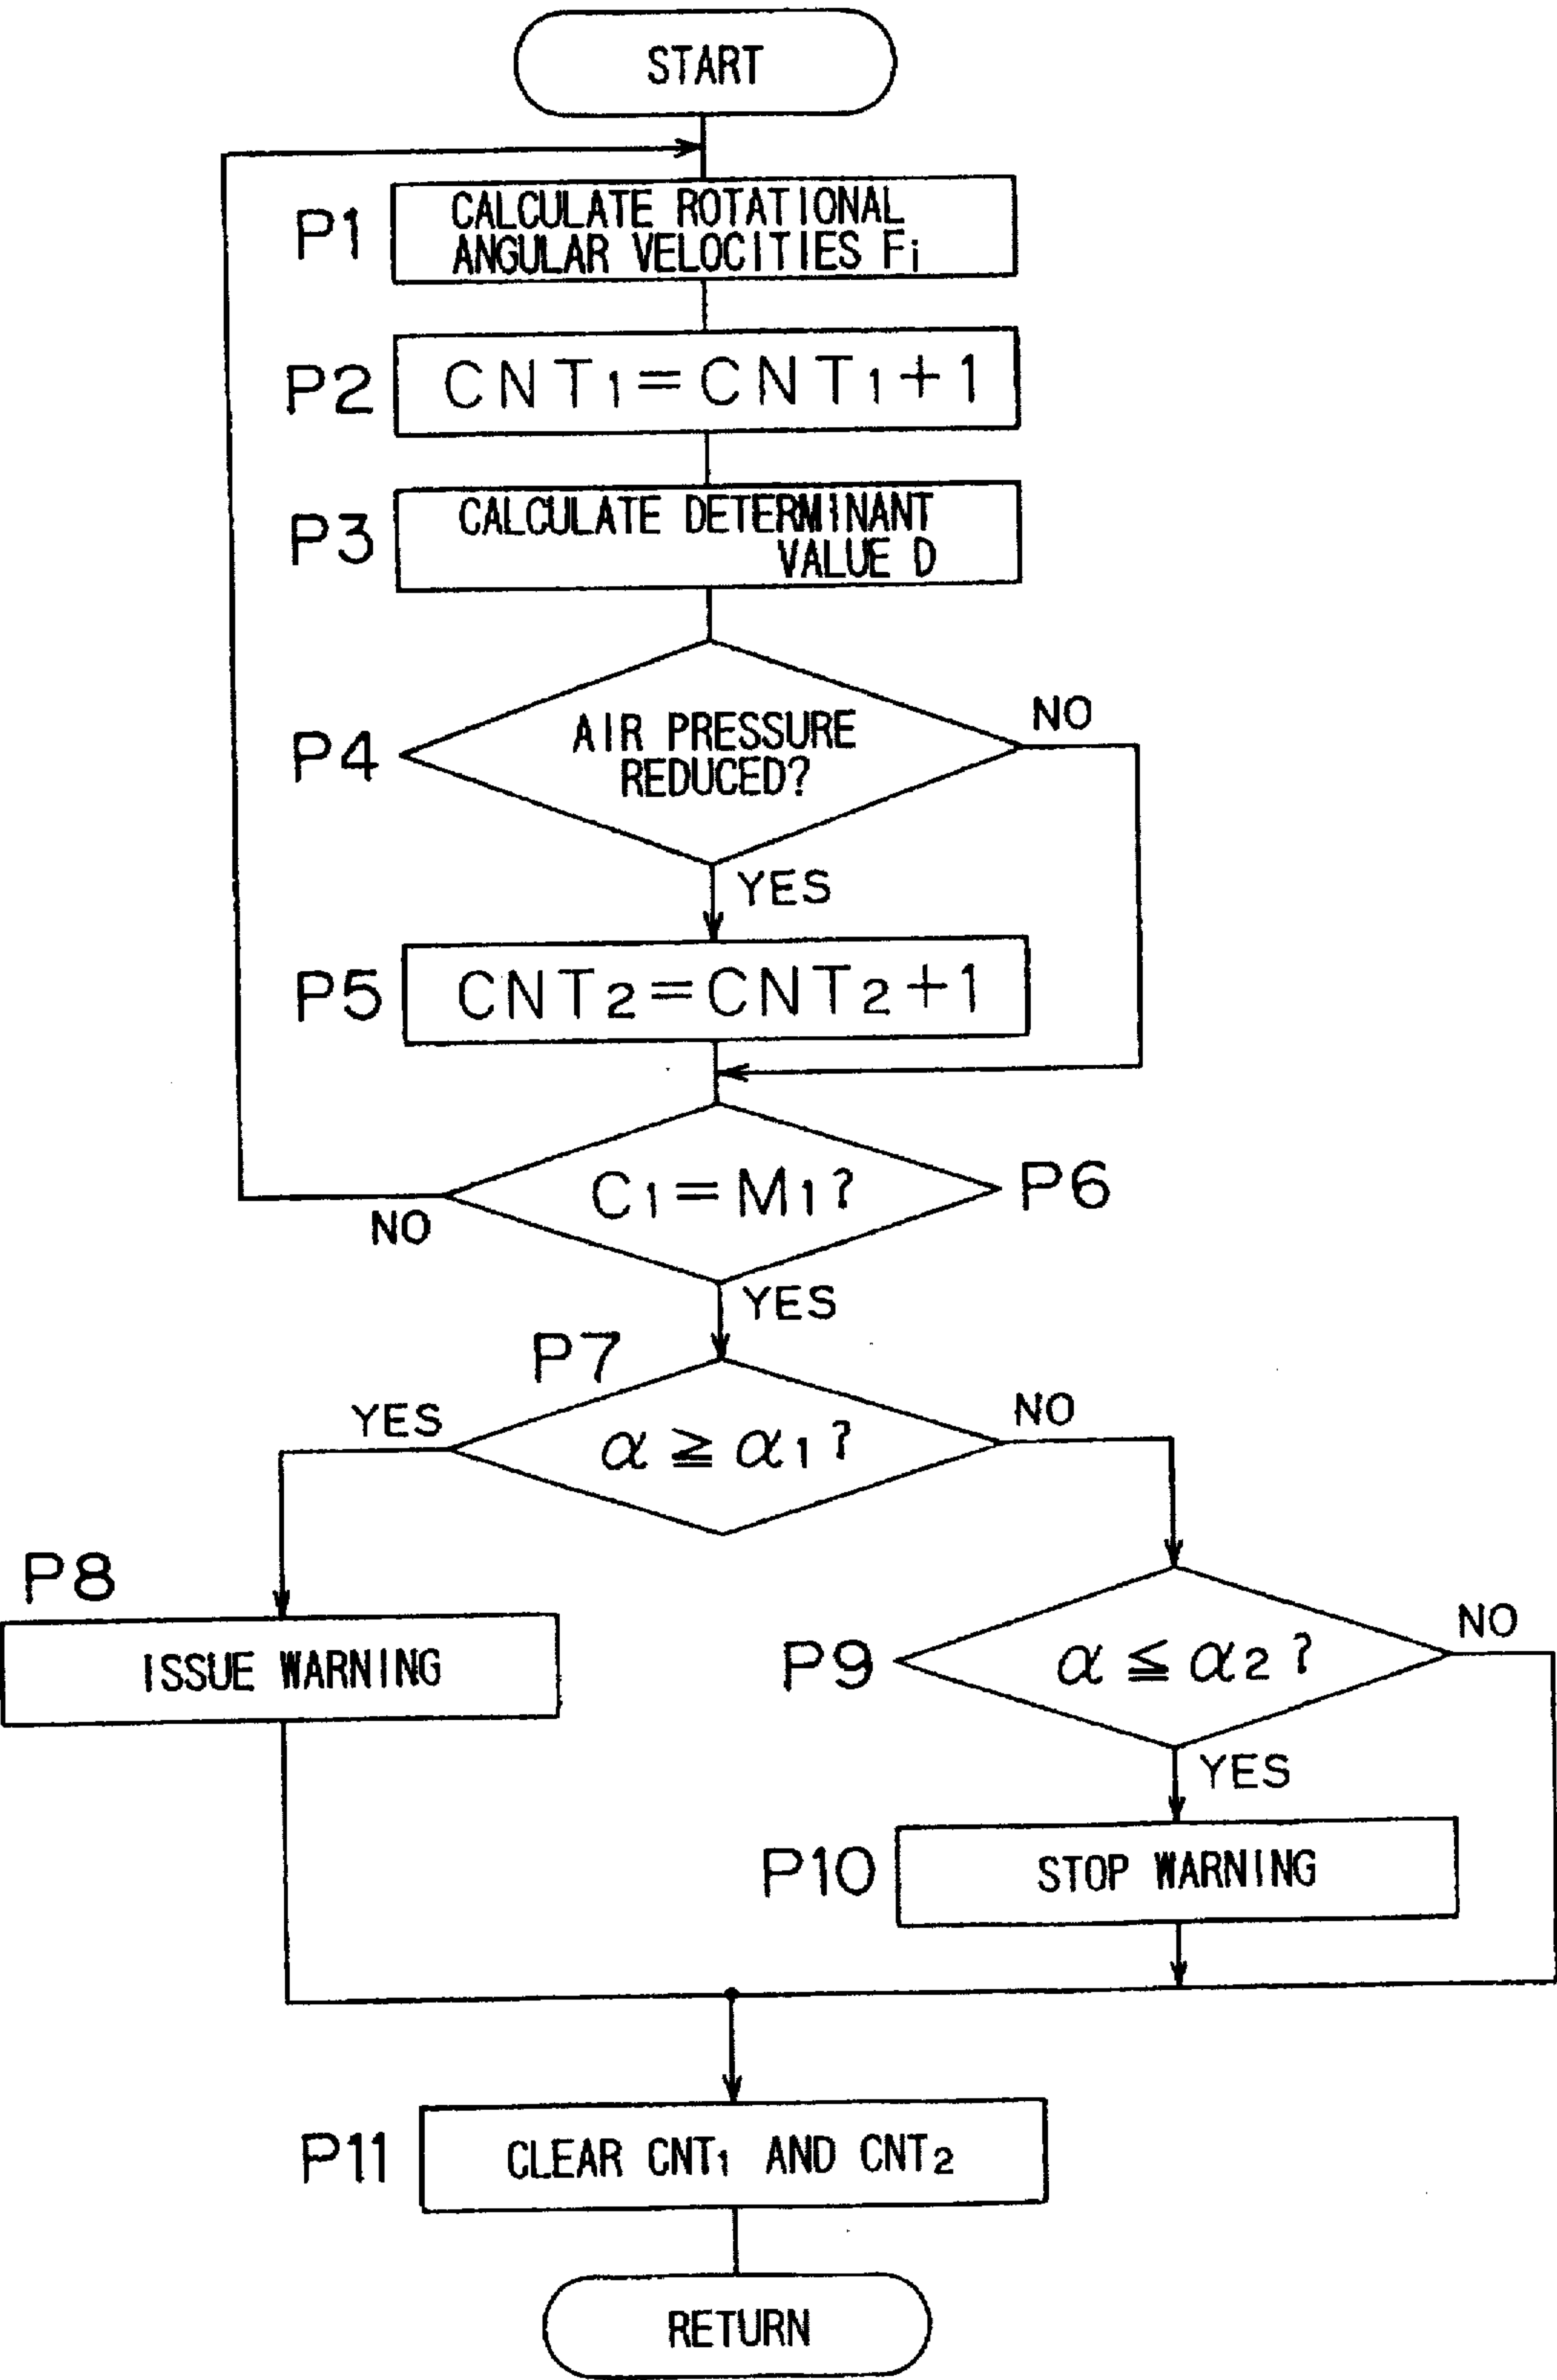 START
P1
CALCULATE ROTATIONAL
ANGULAR VELOCITIES Fi
P2
CNT1=CNT1+1
P3
CALCULATE DETERMINANT
VALUE D
P4
AIR PRESSURE
REDUCED?
NO
YES
P5
CNT2=CNT2+1
C1=M1?
P6
NO
YES
P7
YES
α≧α1?
NO
P8
ISSUE WARNING
P9
α≦α2?
NO
YES
P10
STOP WARNING
P11
CLEAR CNT1 AND CNT2
RETURN